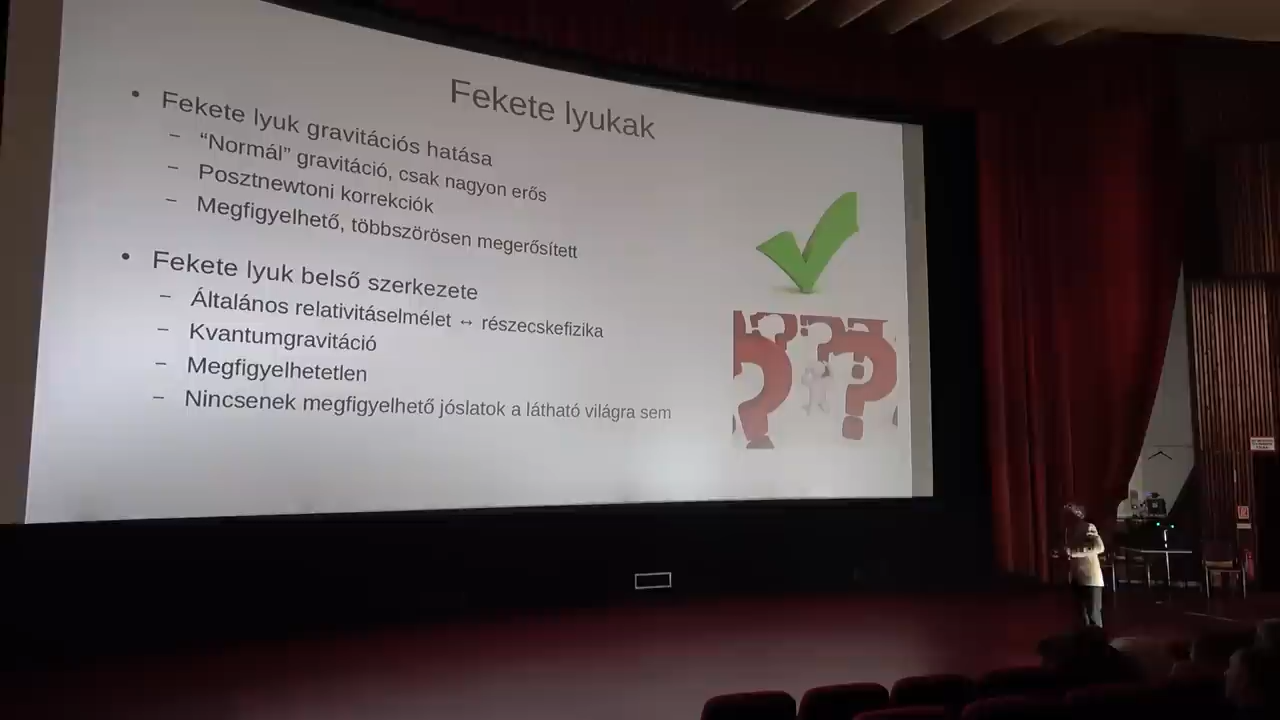 Fekete lyukak
• Fekete lyuk gravitációs hatása
– “Normál” gravitáció, csak nagyon erős
– Posztnewtoni korrekciók
– Megfigyelhető, többszörösen megerősített
• Fekete lyuk belső szerkezete
– Általános relativitáselmélet ↔ részecskefizika
– Kvantumgravitáció
– Megfigyelhetetlen
– Nincsenek megfigyelhető jóslatok a látható világra sem